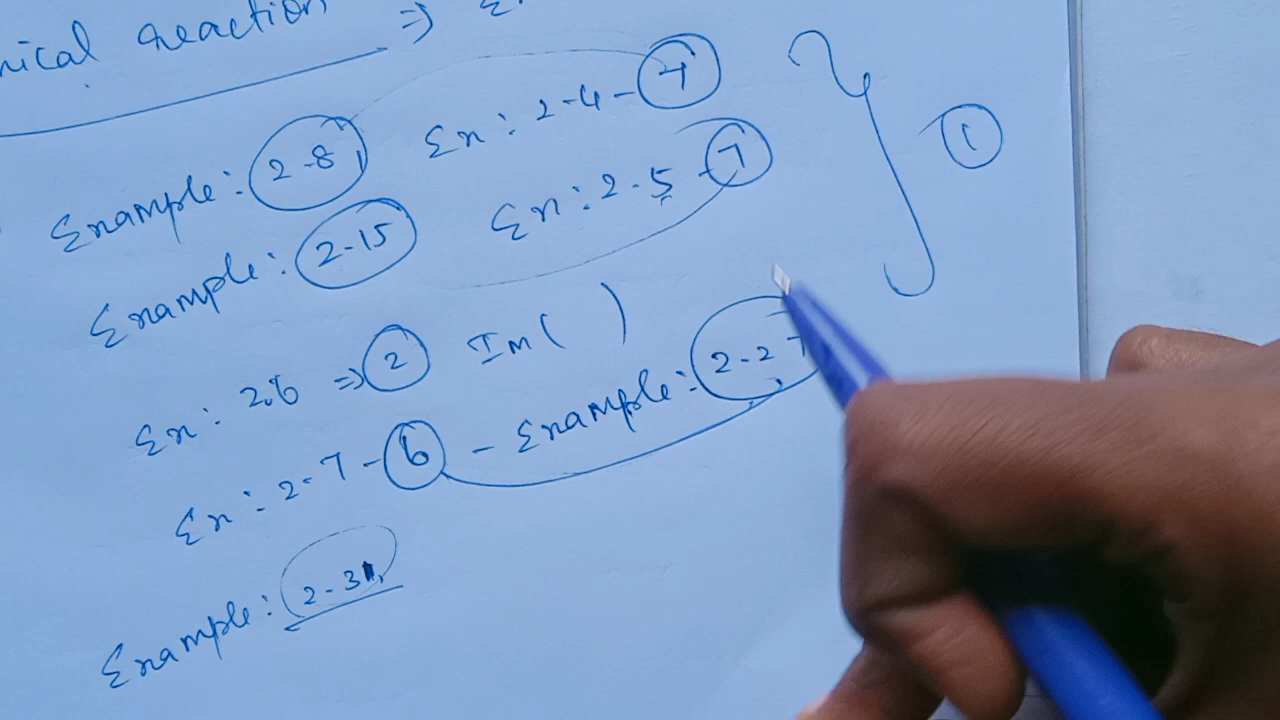 nical reaction ⇒
Example: 2-8 Ex: 2-4-7
Example: 2-15 Ex: 2-5-7
1
Ex: 2.6 ⇒ 2 Im( )
Ex: 2-7-6 - Example: 2-2
Example: 2-31,